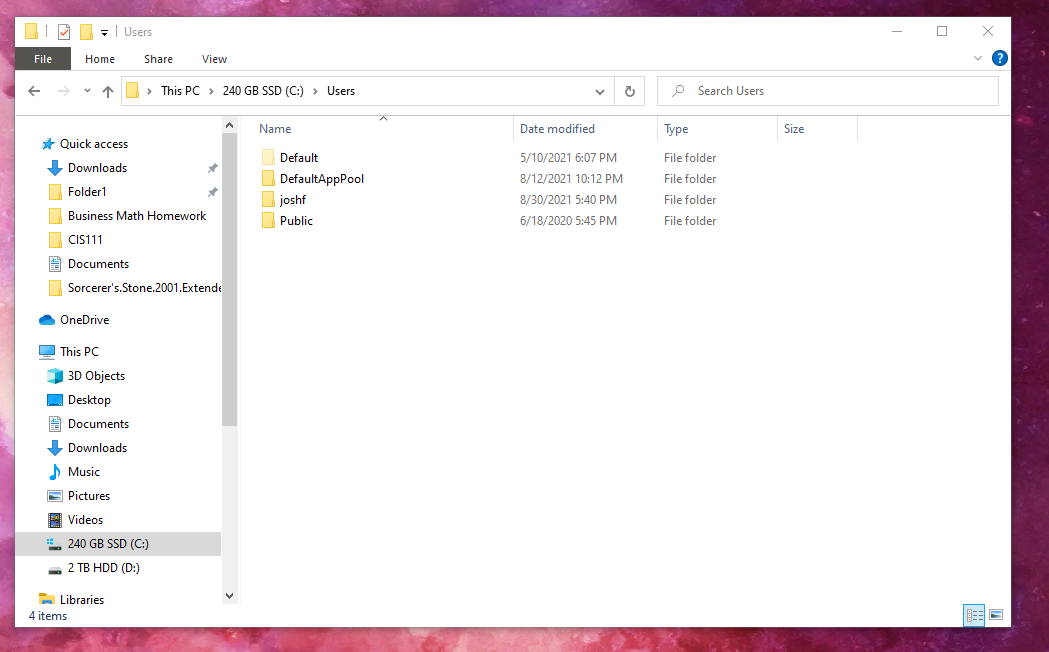 Users
File Home Share View
This PC 240 GB SSD (C:) Users
Search Users
Name Date modified Type Size
Default 5/10/2021 6:07 PM File folder
DefaultAppPool 8/12/2021 10:12 PM File folder
joshf 8/30/2021 5:40 PM File folder
Public 6/18/2020 5:45 PM File folder
Quick access
Downloads
Folder1
Business Math Homework
CIS111
Documents
Sorcerer's.Stone.2001.Extende
OneDrive
This PC
3D Objects
Desktop
Documents
Downloads
Music
Pictures
Videos
240 GB SSD (C:)
2 TB HDD (D:)
Libraries
4 items